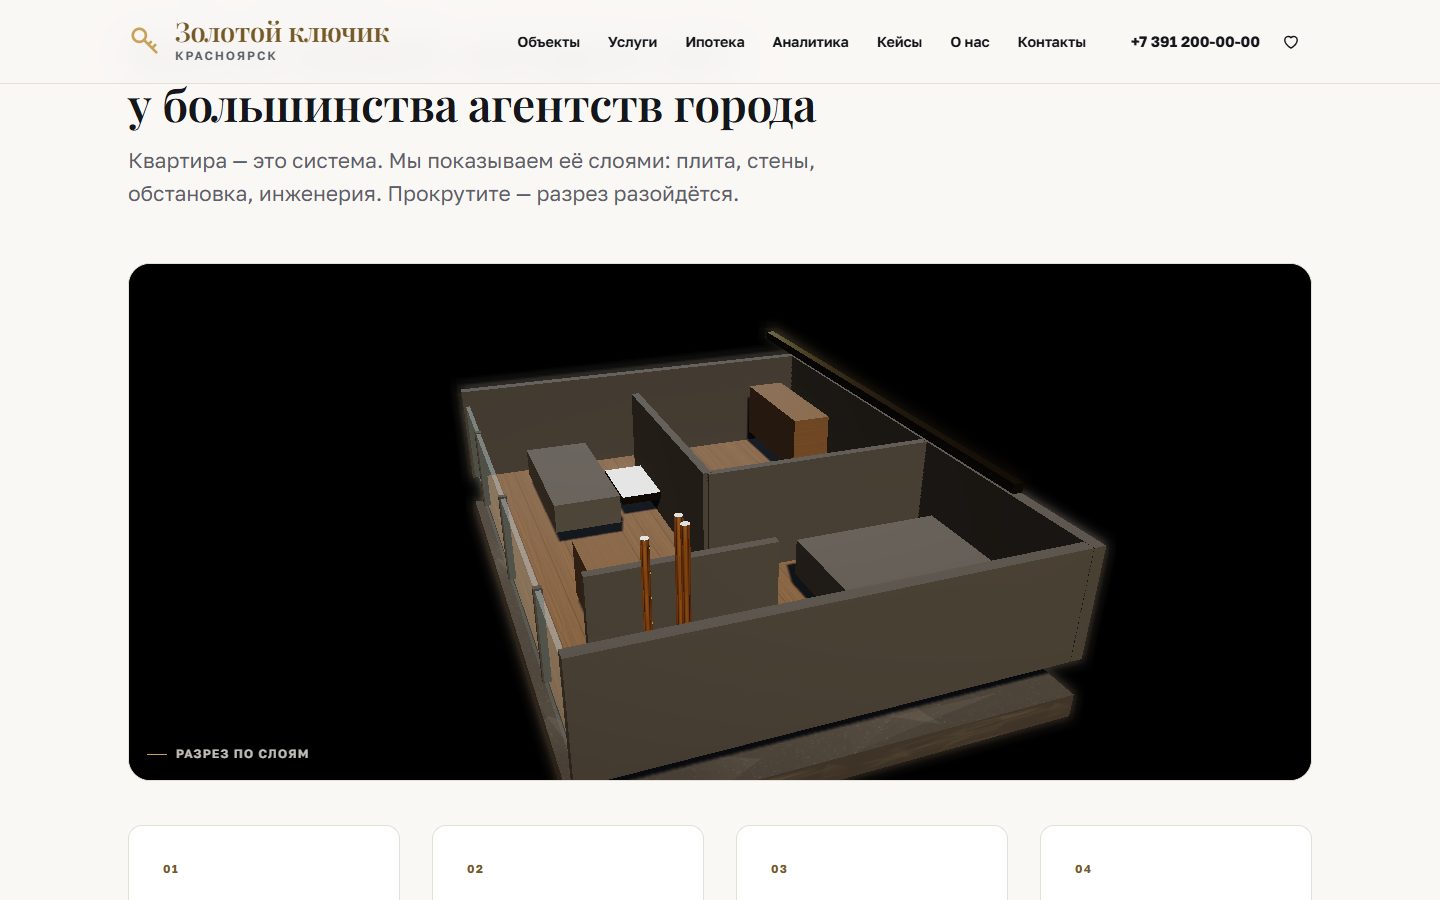 Золотой ключик
КРАСНОЯРСК
Объекты Услуги Ипотека Аналитика Кейсы О нас Контакты +7 391 200-00-00
у большинства агентств города
Квартира — это система. Мы показываем её слоями: плита, стены,
обстановка, инженерия. Прокрутите — разрез разойдётся.
РАЗРЕЗ ПО СЛОЯМ
01 02 03 04